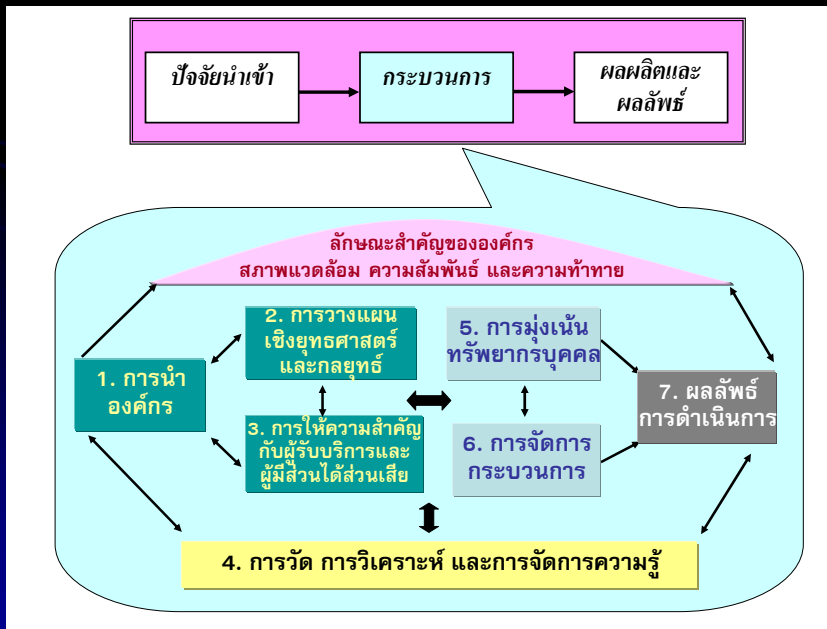 ปัจจัยนำเข้า
กระบวนการ
ผลผลิตและ
ผลลัพธ์
ลักษณะสำคัญขององค์กร
สภาพแวดล้อม ความสัมพันธ์ และความท้าทาย
1. การนำ
องค์กร
2. การวางแผน
เชิงยุทธศาสตร์
และกลยุทธ์
3. การให้ความสำคัญ
กับผู้รับบริการและ
ผู้มีส่วนได้ส่วนเสีย
5. การมุ่งเน้น
ทรัพยากรบุคคล
6. การจัดการ
กระบวนการ
7. ผลลัพธ์
การดำเนินการ
4. การวัด การวิเคราะห์ และการจัดการความรู้